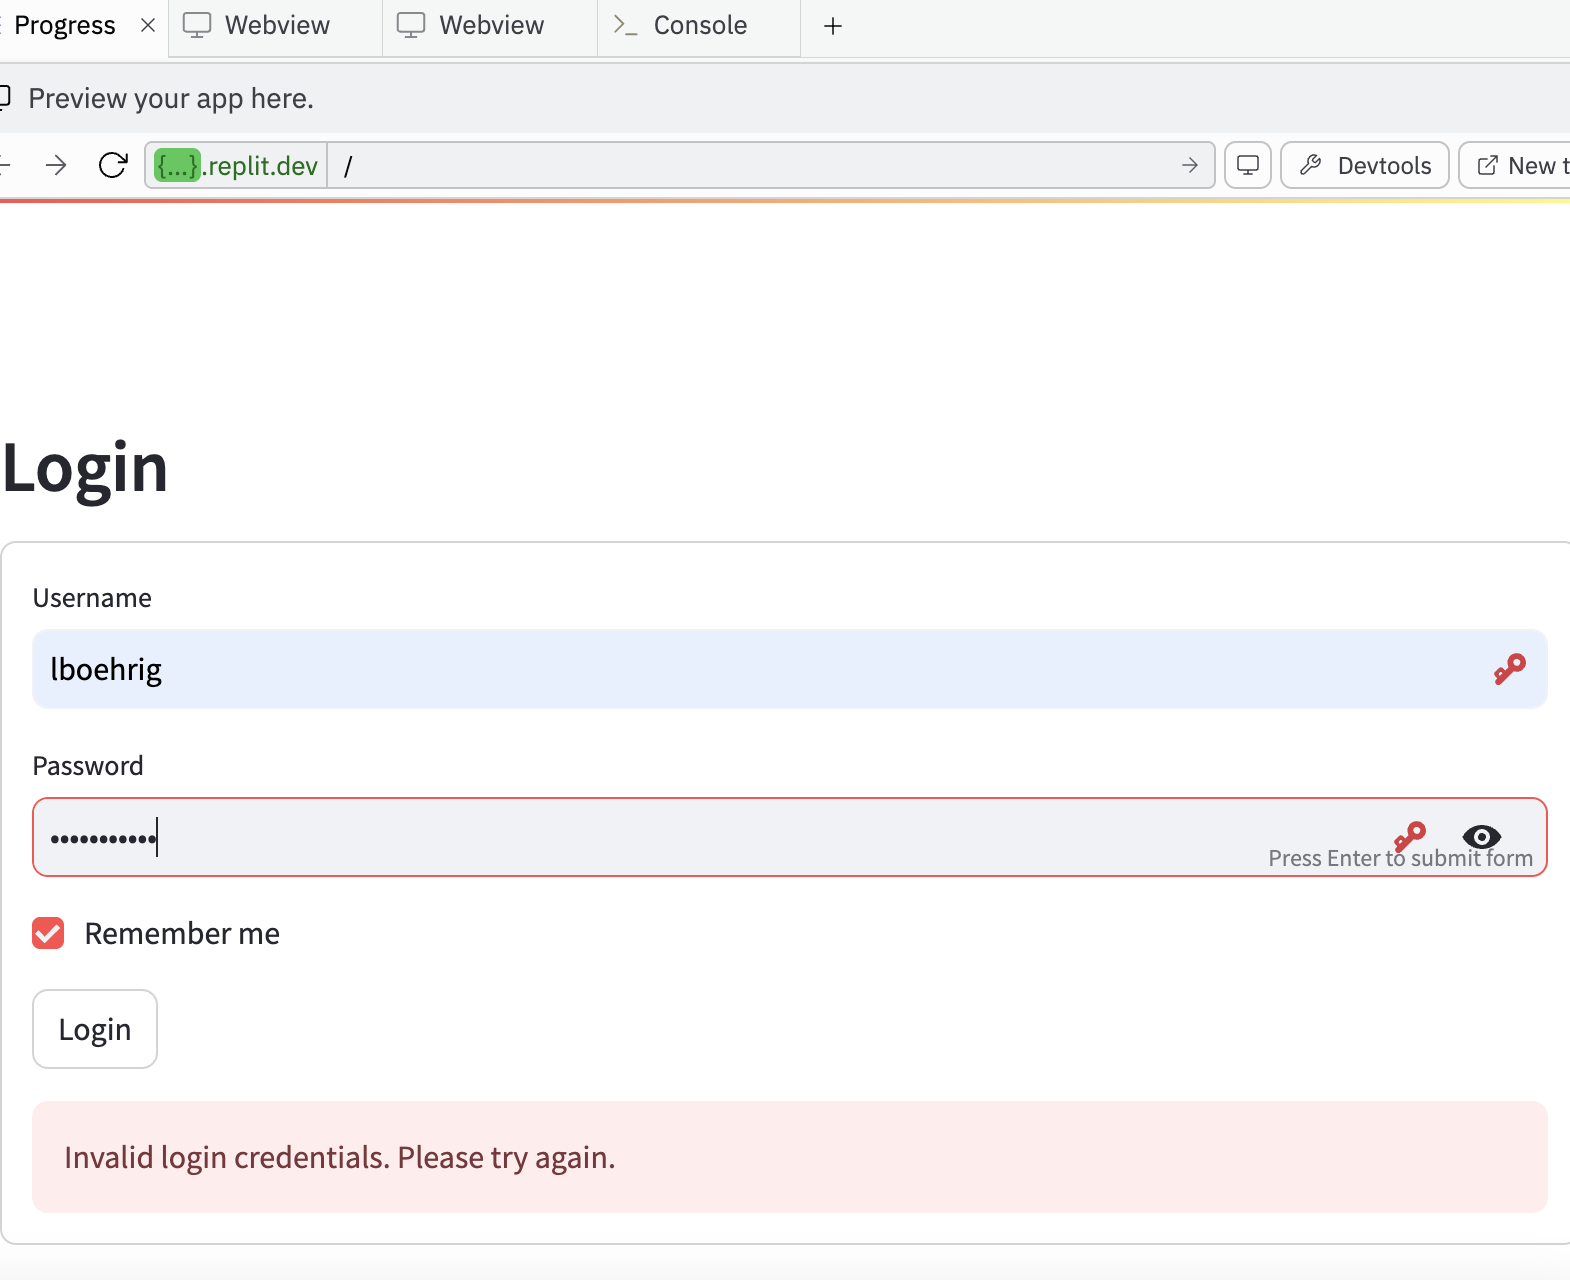 Progress
Webview
Webview
Console
Preview your app here.
{...}.replit.dev
/
Devtools
New t
Login
Username
lboehrig
Password
•••••••••••
Press Enter to submit form
Remember me
Login
Invalid login credentials. Please try again.